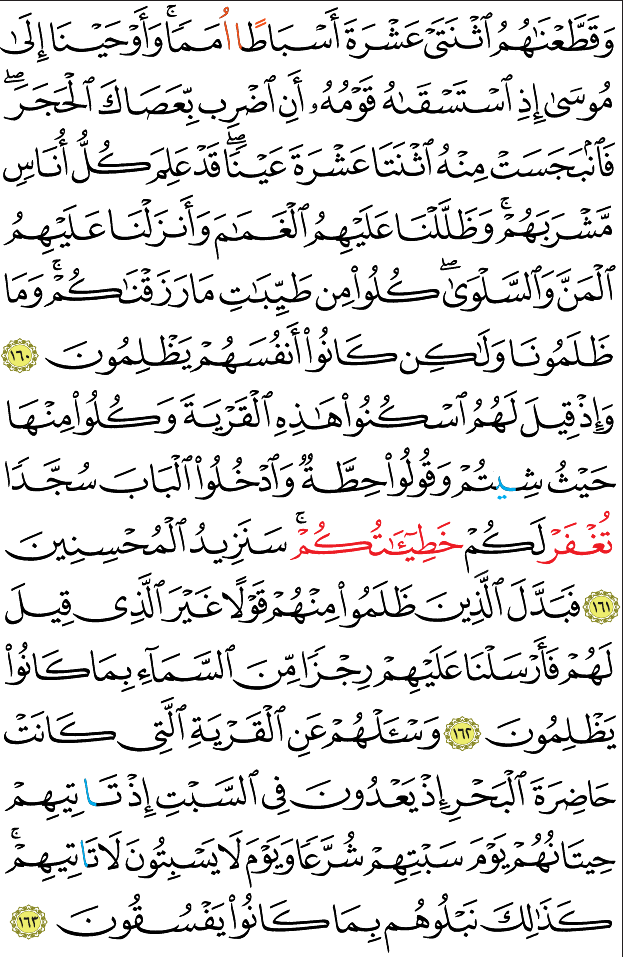 وَقَطَّعْنَٰهُمُ ٱثْنَتَىْ عَشْرَةَ أَسْبَاطًا اُ مَمًا ۚ وَأَوْحَيْنَا إِلَىٰ
مُوسَىٰ إِذِ ٱسْتَسْقَىٰهُ قَوْمُهُۥ أَنِ ٱضْرِب بِّعَصَاكَ ٱلْحَجَرَ ۖ
فَٱنۢبَجَسَتْ مِنْهُ ٱثْنَتَا عَشْرَةَ عَيْنًا ۖ قَدْ عَلِمَ كُلُّ أُنَاسٍ
مَّشْرَبَهُمْ ۚ وَظَلَّلْنَا عَلَيْهِمُ ٱلْغَمَٰمَ وَأَنزَلْنَا عَلَيْهِمُ
ٱلْمَنَّ وَٱلسَّلْوَىٰ ۖ كُلُوا۟ مِن طَيِّبَٰتِ مَا رَزَقْنَٰكُمْ ۚ وَمَا
ظَلَمُونَا وَلَٰكِن كَانُوٓا۟ أَنفُسَهُمْ يَظْلِمُونَ ١٦٠
وَإِذْ قِيلَ لَهُمُ ٱسْكُنُوا۟ هَٰذِهِ ٱلْقَرْيَةَ وَكُلُوا۟ مِنْهَا
حَيْثُ شِيتُمْ وَقُولُوا۟ حِطَّةٌ وَٱدْخُلُوا۟ ٱلْبَابَ سُجَّدًا
تُغْفَرْ لَكُمْ خَطِيٓـَٰٔتُكُمْ ۚ سَنَزِيدُ ٱلْمُحْسِنِينَ
١٦١ فَبَدَّلَ ٱلَّذِينَ ظَلَمُوا۟ مِنْهُمْ قَوْلًا غَيْرَ ٱلَّذِى قِيلَ
لَهُمْ فَأَرْسَلْنَا عَلَيْهِمْ رِجْزًا مِّنَ ٱلسَّمَآءِ بِمَا كَانُوا۟
يَظْلِمُونَ ١٦٢ وَسْـَٔلْهُمْ عَنِ ٱلْقَرْيَةِ ٱلَّتِى كَانَتْ
حَاضِرَةَ ٱلْبَحْرِ إِذْ يَعْدُونَ فِى ٱلسَّبْتِ إِذْ تَاتِيهِمْ
حِيتَانُهُمْ يَوْمَ سَبْتِهِمْ شُرَّعًا وَيَوْمَ لَا يَسْبِتُونَ لَا تَاتِيهِمْ ۚ
كَذَٰلِكَ نَبْلُوهُم بِمَا كَانُوا۟ يَفْسُقُونَ ١٦٣